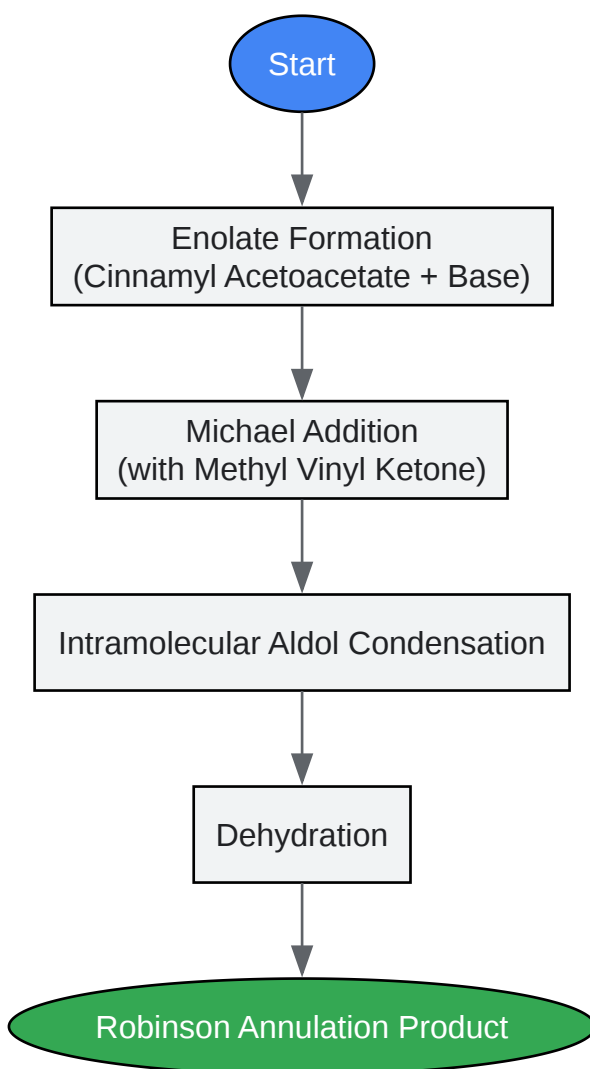 Start
Enolate Formation
(Cinnamyl Acetoacetate + Base)
Michael Addition
(with Methyl Vinyl Ketone)
Intramolecular Aldol Condensation
Dehydration
Robinson Annulation Product